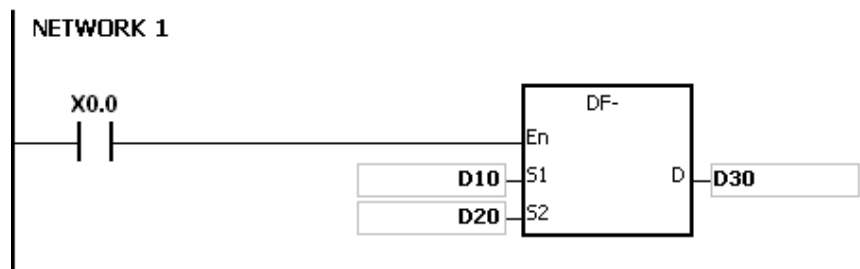 NETWORK 1
X0.0
DF-
En
D10 S1 D D30
D20 S2